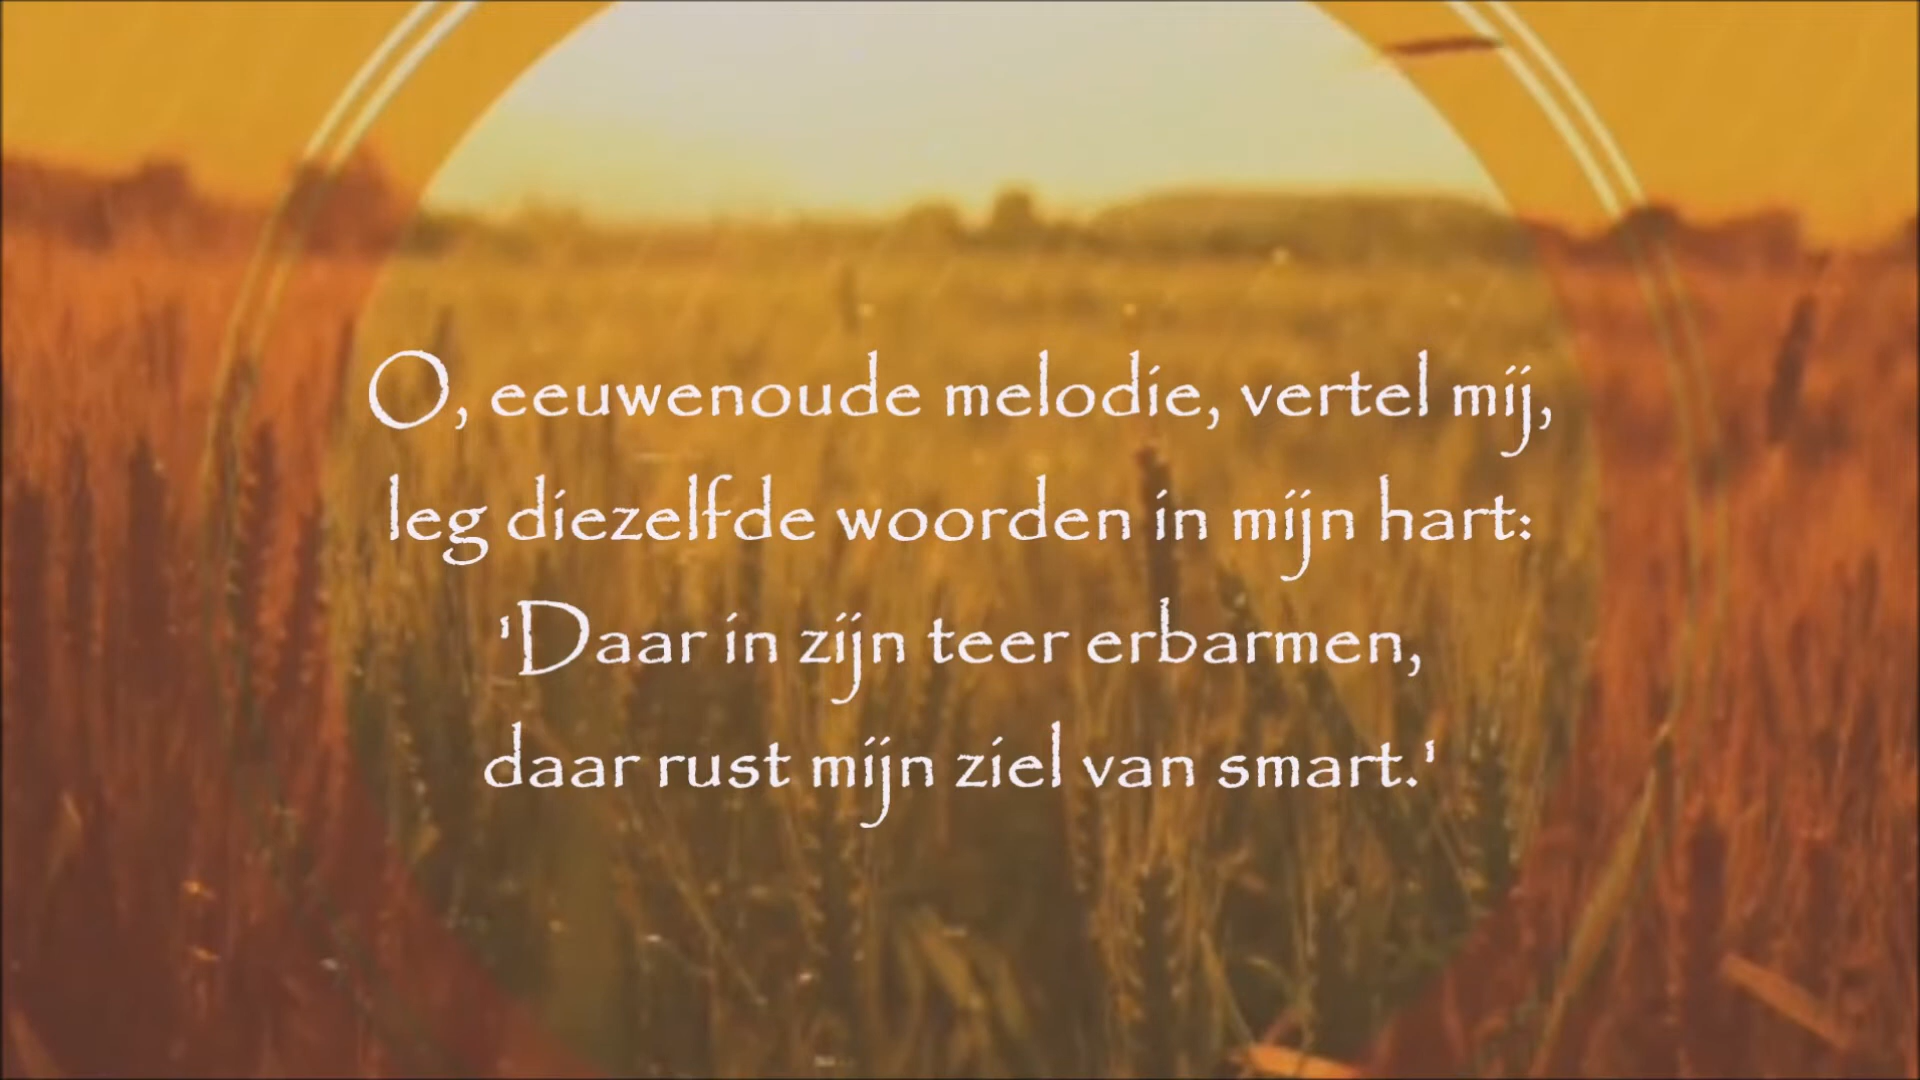 O, eeuwenoude melodie, vertel mij,
leg diezelfde woorden in mijn hart:
'Daar in zijn teer erbarmen,
daar rust mijn ziel van smart.'